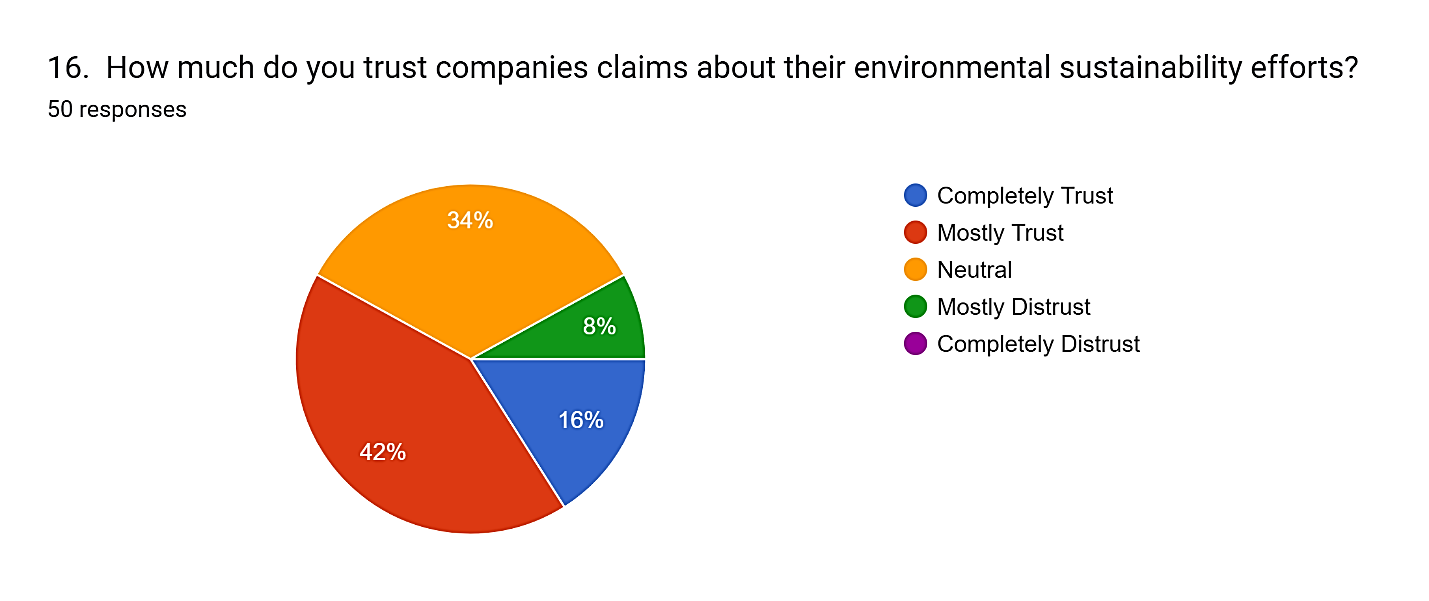 16. How much do you trust companies claims about their environmental sustainability efforts?
50 responses
34%
8%
16%
42%
Completely Trust
Mostly Trust
Neutral
Mostly Distrust
Completely Distrust